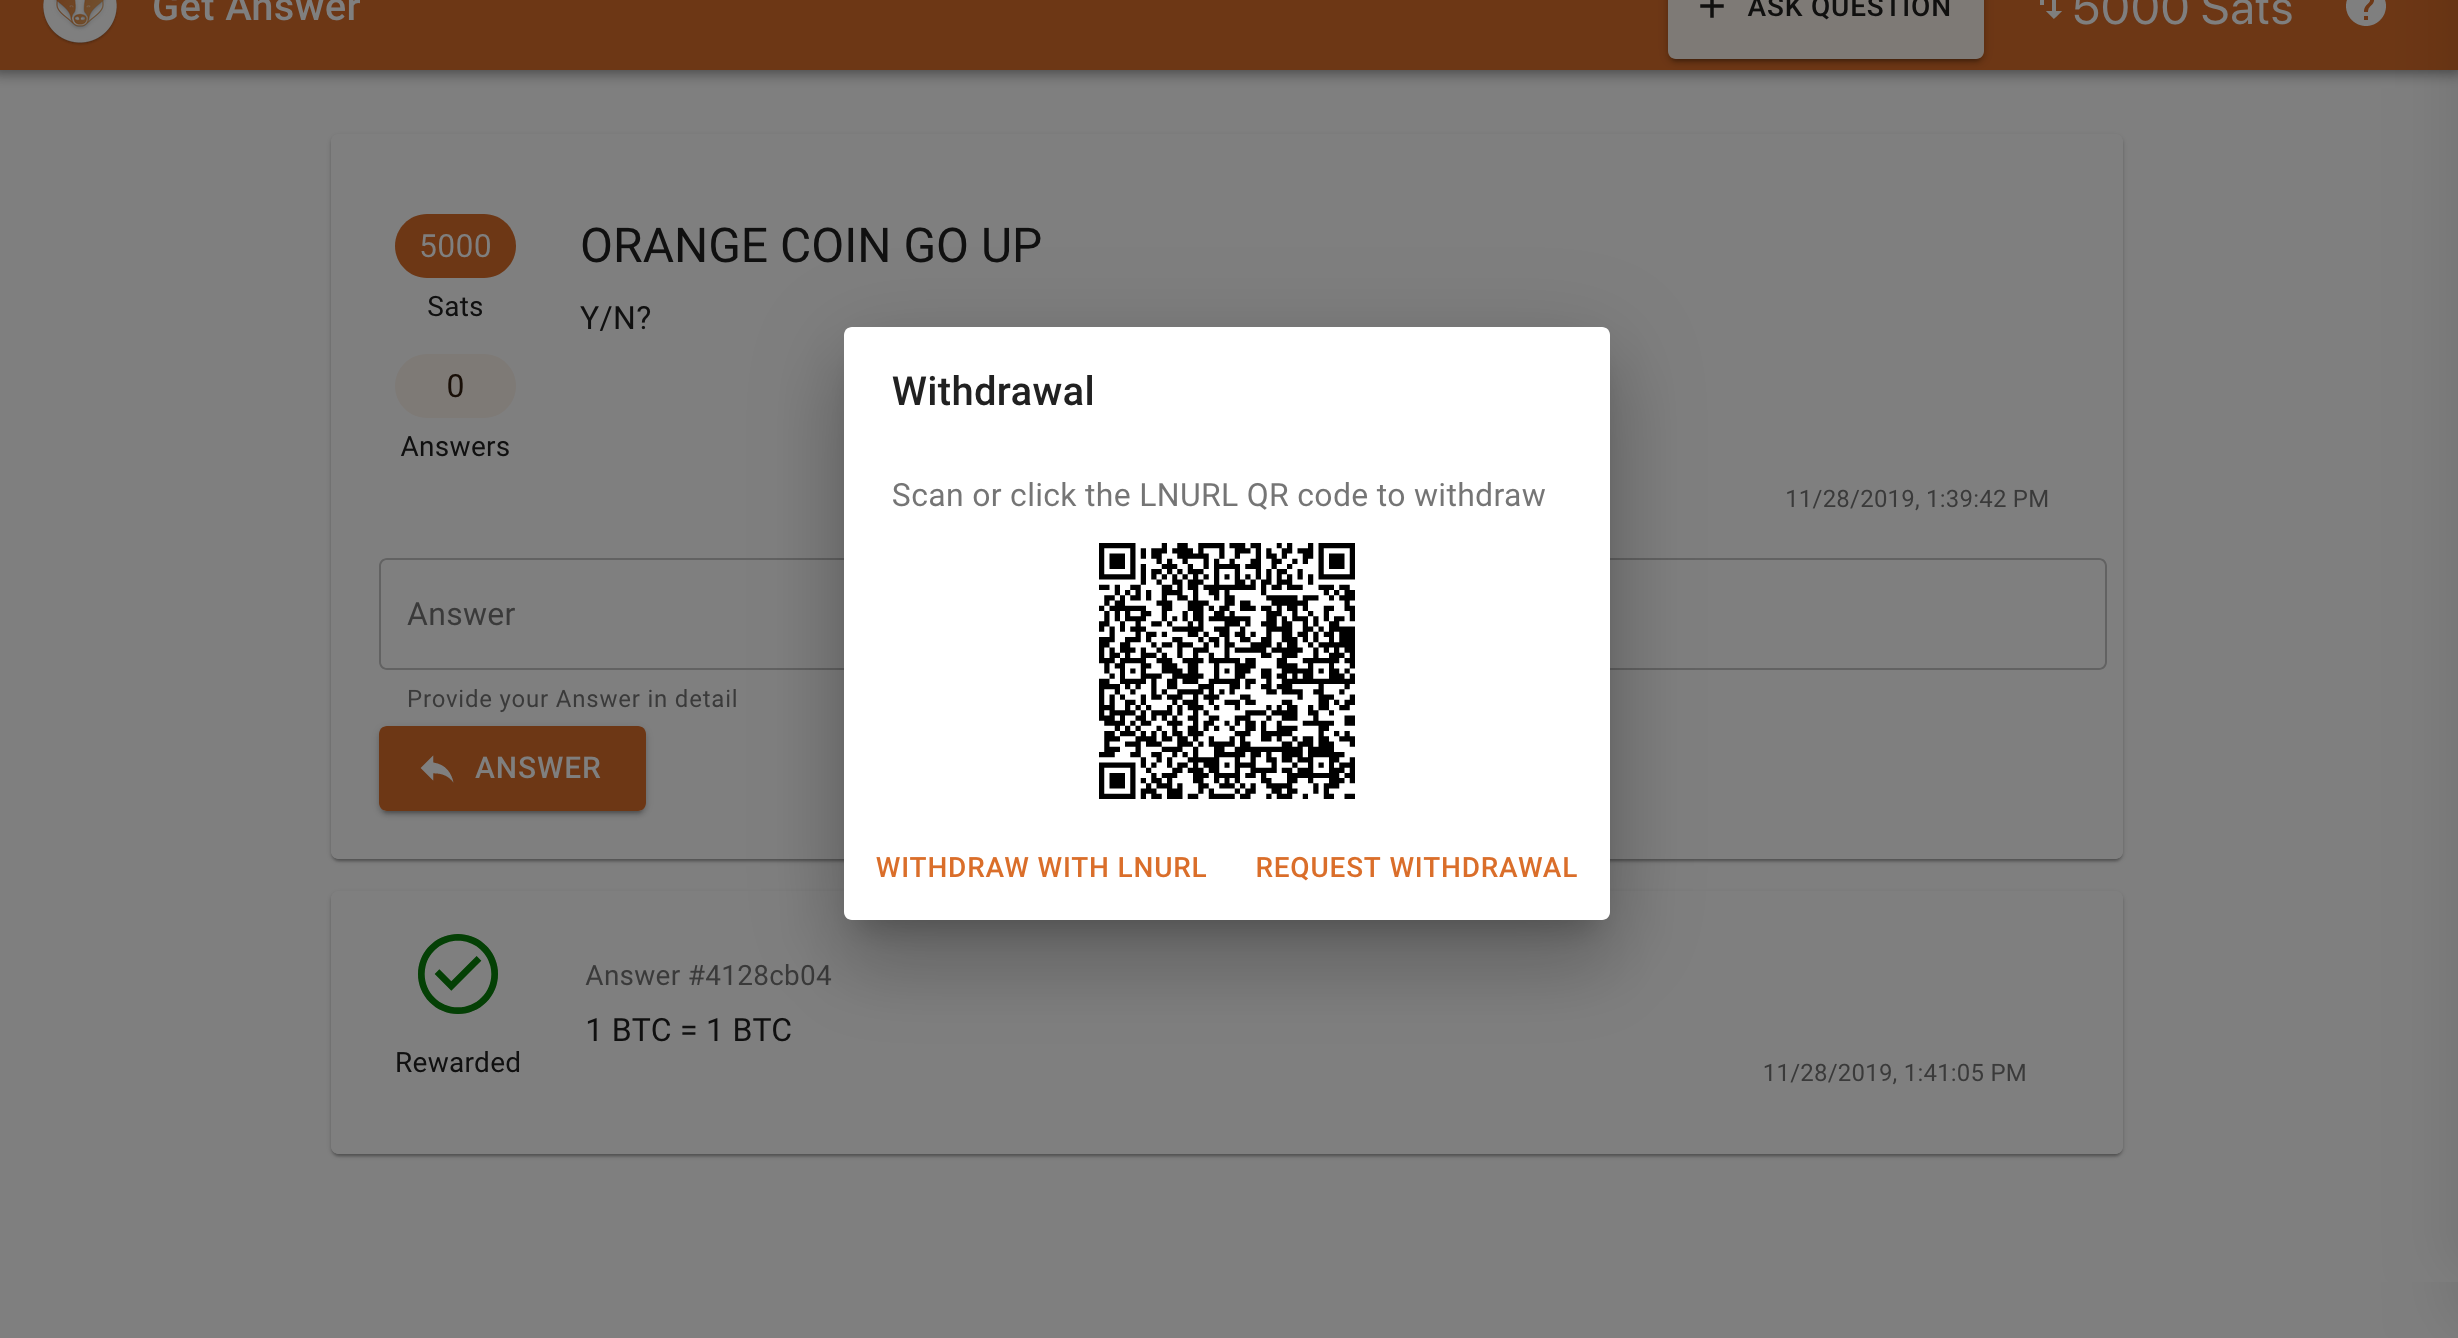 Get Answer
ASK QUESTION
5000 Sats
?
5000
Sats
ORANGE COIN GO UP
Y/N?
0
Answers
11/28/2019, 1:39:42 PM
Withdrawal
Scan or click the LNURL QR code to withdraw
WITHDRAW WITH LNURL
REQUEST WITHDRAWAL
Answer
Provide your Answer in detail
ANSWER
Rewarded
Answer #4128cb04
1 BTC = 1 BTC
11/28/2019, 1:41:05 PM